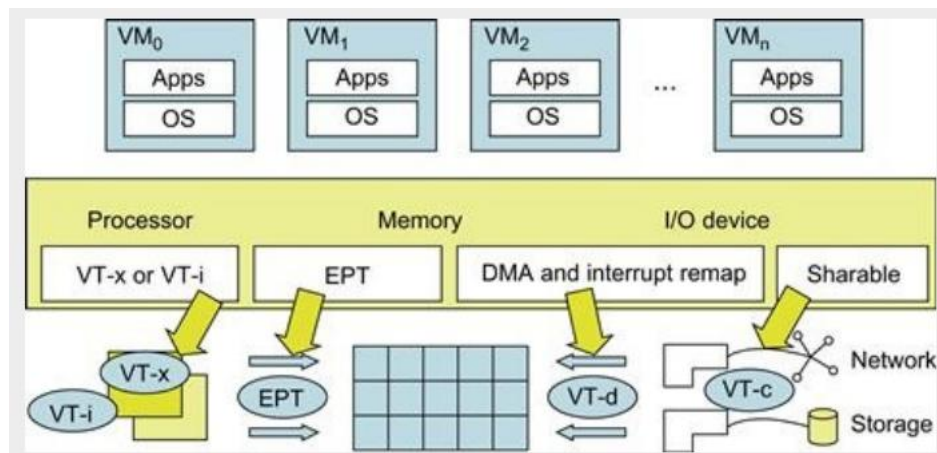 VM0 VM1 VM2 VMn
Apps Apps Apps ... Apps
OS OS OS OS
Processor Memory I/O device
VT-x or VT-i EPT DMA and interrupt remap Sharable
VT-x Network
VT-i EPT VT-d VT-c
Storage